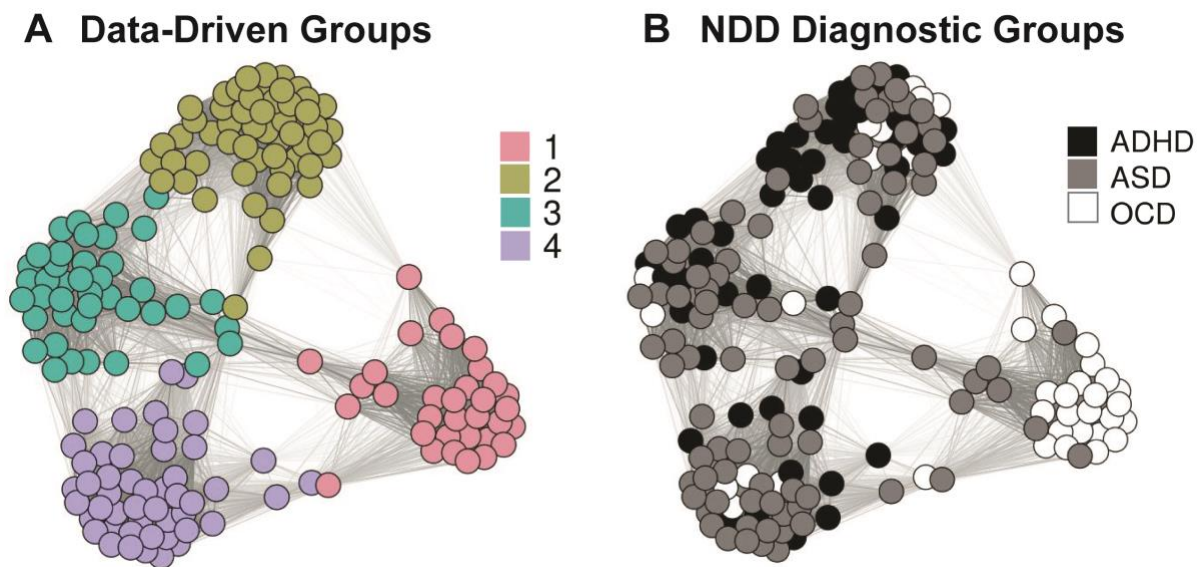 A Data-Driven Groups
1
2
3
4
B NDD Diagnostic Groups
ADHD
ASD
OCD